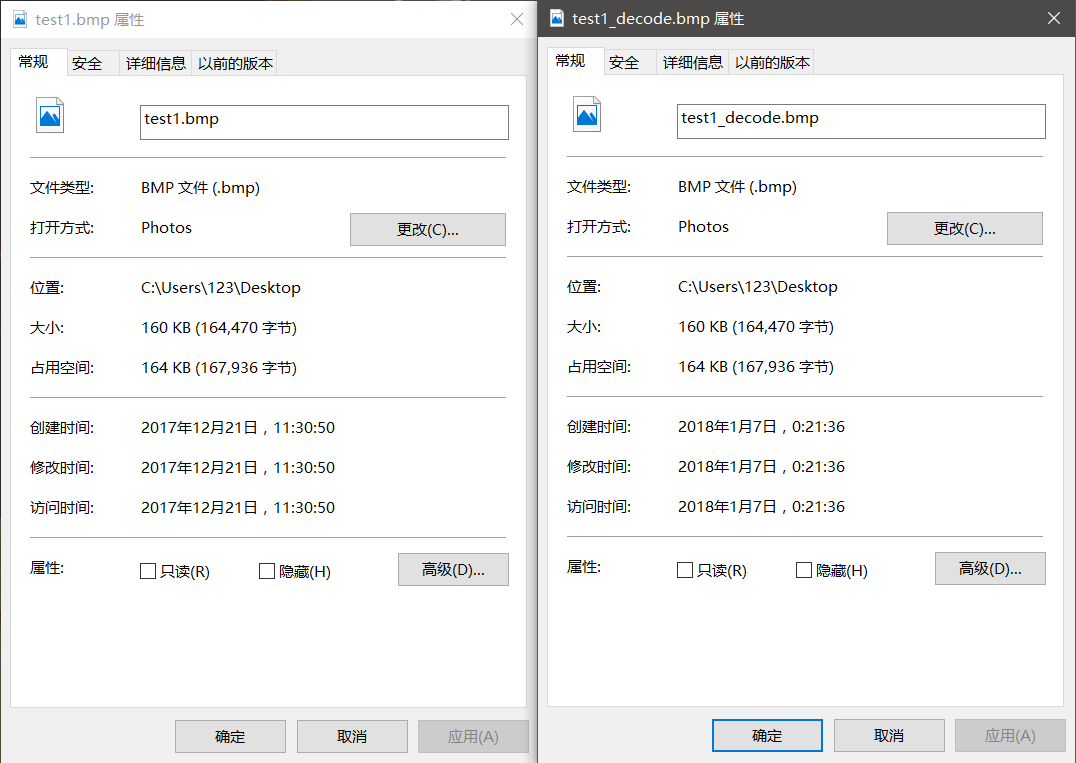 test1.bmp 属性
常规 安全 详细信息 以前的版本
test1.bmp
文件类型: BMP 文件 (.bmp)
打开方式: Photos 更改(C)...
位置: C:\Users\123\Desktop
大小: 160 KB (164,470 字节)
占用空间: 164 KB (167,936 字节)
创建时间: 2017年12月21日，11:30:50
修改时间: 2017年12月21日，11:30:50
访问时间: 2017年12月21日，11:30:50
属性: 只读(R) 隐藏(H) 高级(D)...
确定 取消 应用(A)
test1_decode.bmp 属性
常规 安全 详细信息 以前的版本
test1_decode.bmp
文件类型: BMP 文件 (.bmp)
打开方式: Photos 更改(C)...
位置: C:\Users\123\Desktop
大小: 160 KB (164,470 字节)
占用空间: 164 KB (167,936 字节)
创建时间: 2018年1月7日，0:21:36
修改时间: 2018年1月7日，0:21:36
访问时间: 2018年1月7日，0:21:36
属性: 只读(R) 隐藏(H) 高级(D)...
确定 取消 应用(A)